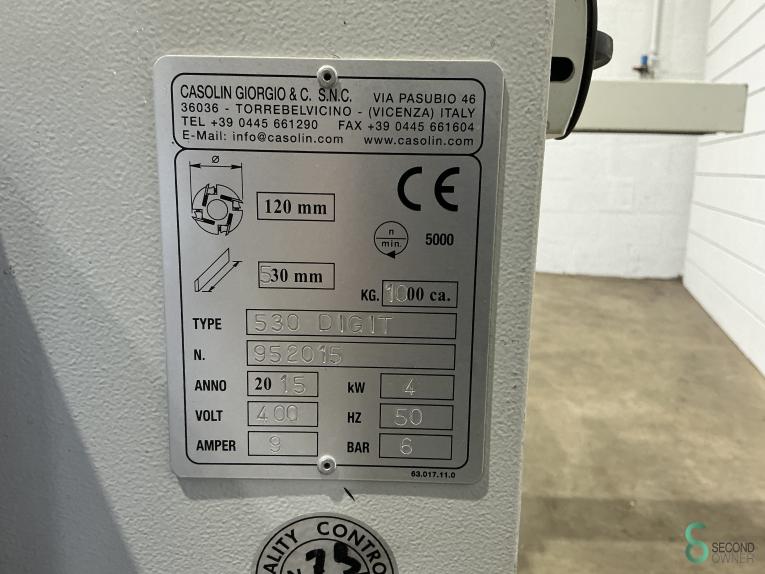 CASOLIN GIORGIO & C. S.N.C. VIA PASUBIO 46
36036 - TORREBELVICINO - (VICENZA) ITALY
TEL +39 0445 661290 FAX +39 0445 661604
E-Mail: info@casolin.com www.casolin.com
Ø
120 mm
CE
n
min. 5000
530 mm
KG. 1000 ca.
TYPE 530 DIGIT
N. 952015
ANNO 2015 kW 4
VOLT 400 HZ 50
AMPER 9 BAR 6
63.017.11.0
QUALITY CONTROL
75
SECOND
OWNER